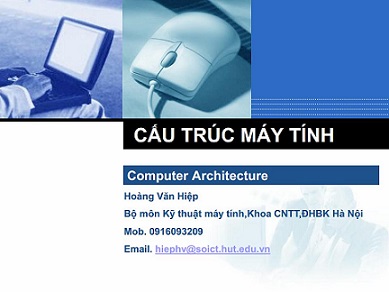 CẤU TRÚC MÁY TÍNH
Computer Architecture
Hoàng Văn Hiệp
Bộ môn Kỹ thuật máy tính,Khoa CNTT,ĐHBK Hà Nội
Mob. 0916093209
Email. hiephv@soict.hut.edu.vn